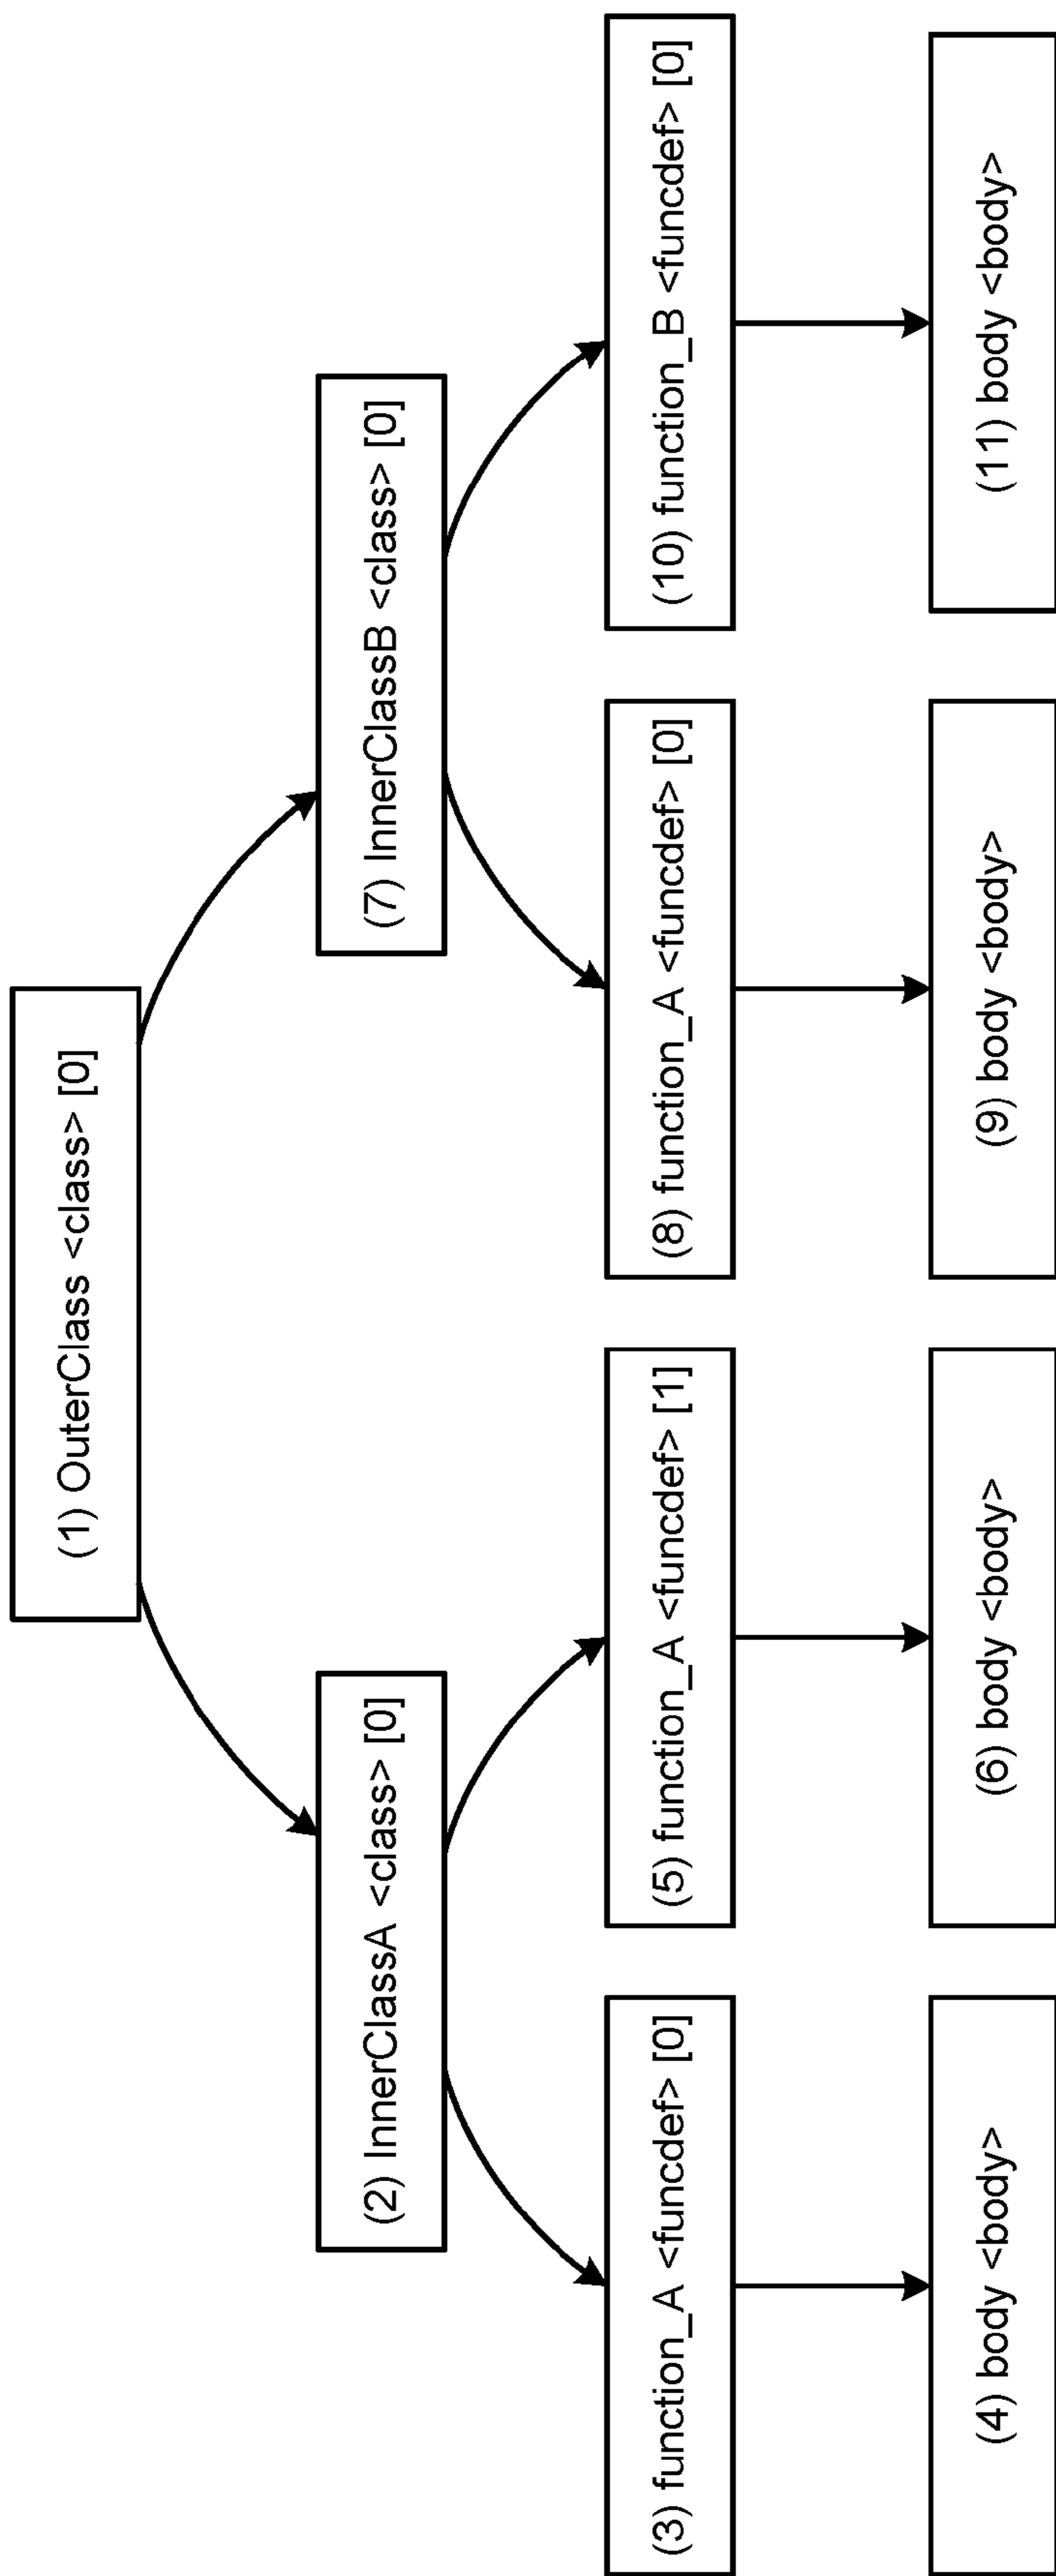 (1) OuterClass <class> [0]
(2) InnerClassA <class> [0]
(7) InnerClassB <class> [0]
(3) function_A <funcdef> [0]
(5) function_A <funcdef> [1]
(8) function_A <funcdef> [0]
(10) function_B <funcdef> [0]
(4) body <body>
(6) body <body>
(9) body <body>
(11) body <body>